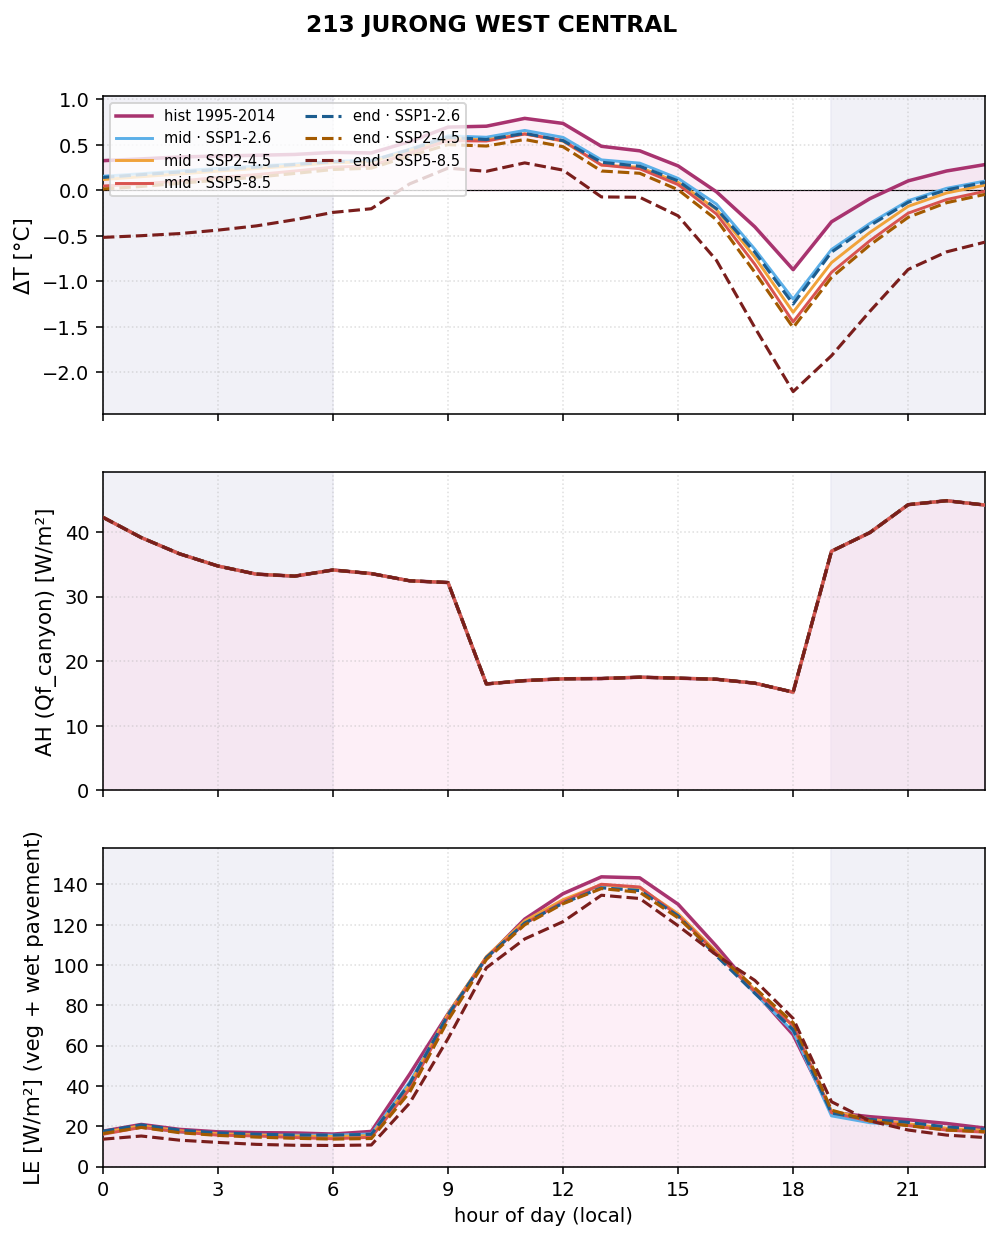 213 JURONG WEST CENTRAL
ΔT [°C]
1.0
0.5
0.0
−0.5
−1.0
−1.5
−2.0
hist 1995-2014
mid · SSP1-2.6
mid · SSP2-4.5
mid · SSP5-8.5
end · SSP1-2.6
end · SSP2-4.5
end · SSP5-8.5
AH (Qf_canyon) [W/m²]
40
30
20
10
0
LE [W/m²] (veg + wet pavement)
140
120
100
80
60
40
20
0
0 3 6 9 12 15 18 21
hour of day (local)